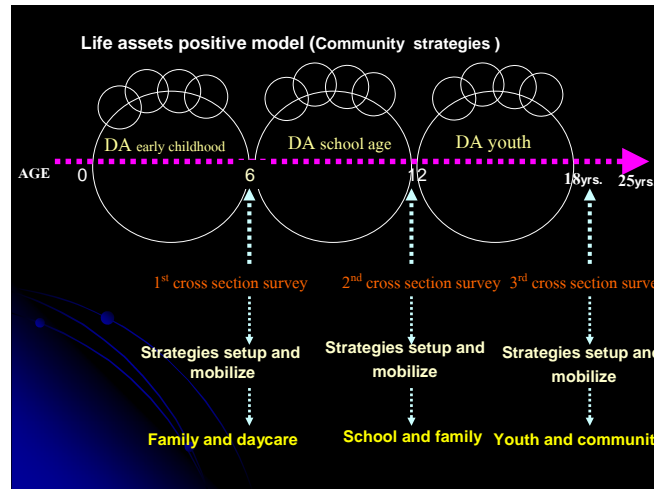 Life assets positive model (Community strategies )
DA early childhood
DA school age
DA youth
AGE
0
6
12
18yrs.
25yrs.
1st cross section survey
2nd cross section survey
3rd cross section surve
Strategies setup and
mobilize
Strategies setup and
mobilize
Strategies setup and
mobilize
Family and daycare
School and family
Youth and communit